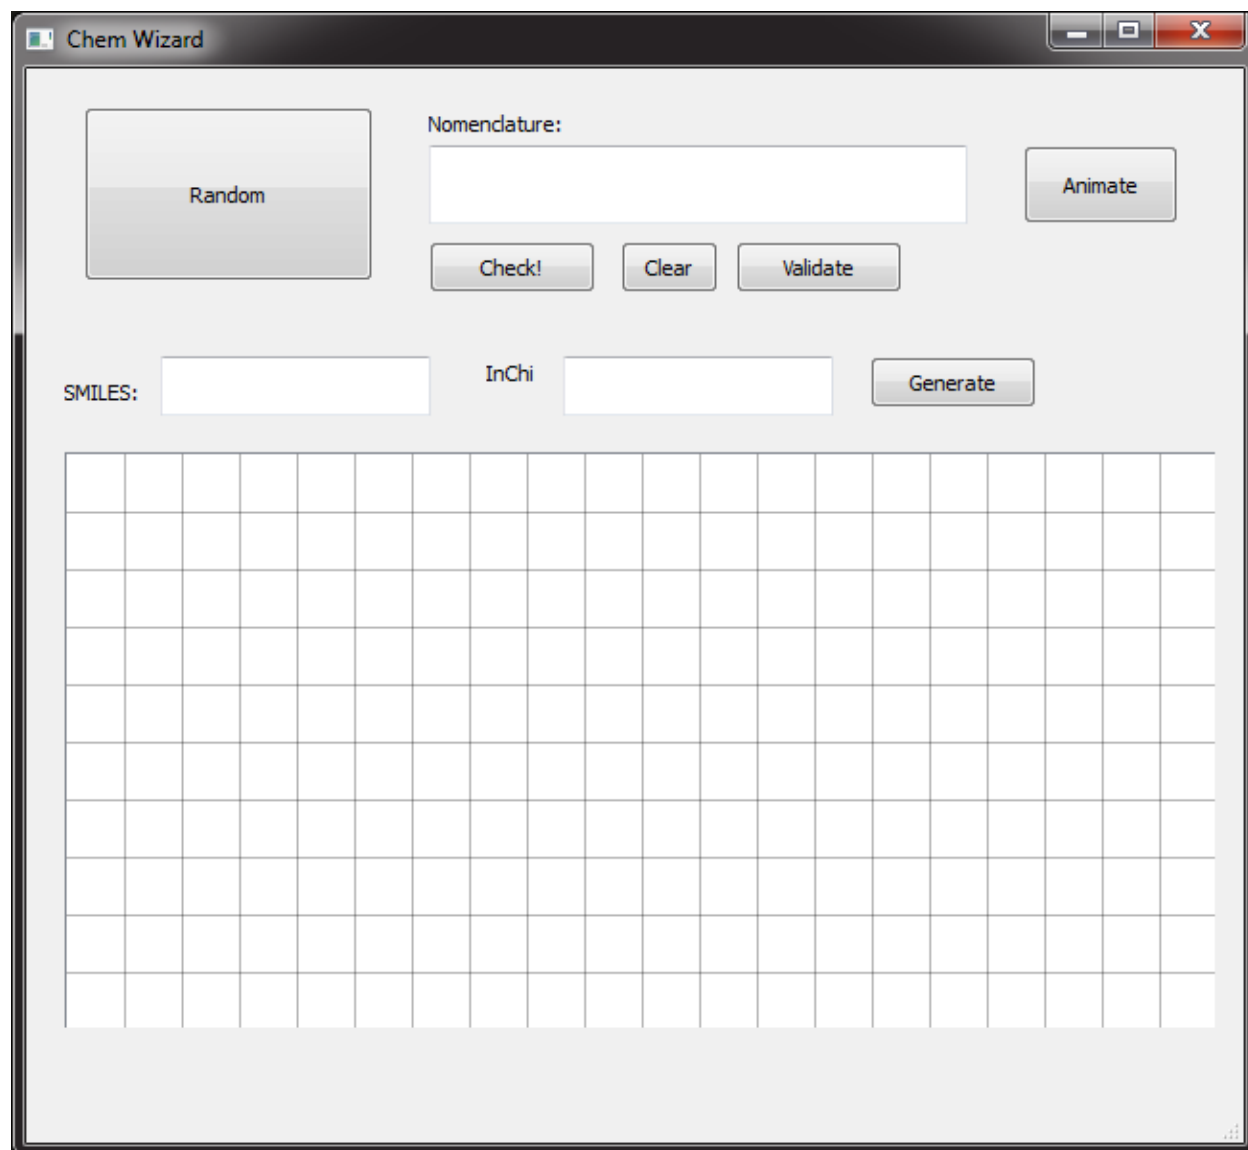 Chem Wizard
Nomenclature:
Random
Animate
Check!
Clear
Validate
SMILES:
InChi
Generate